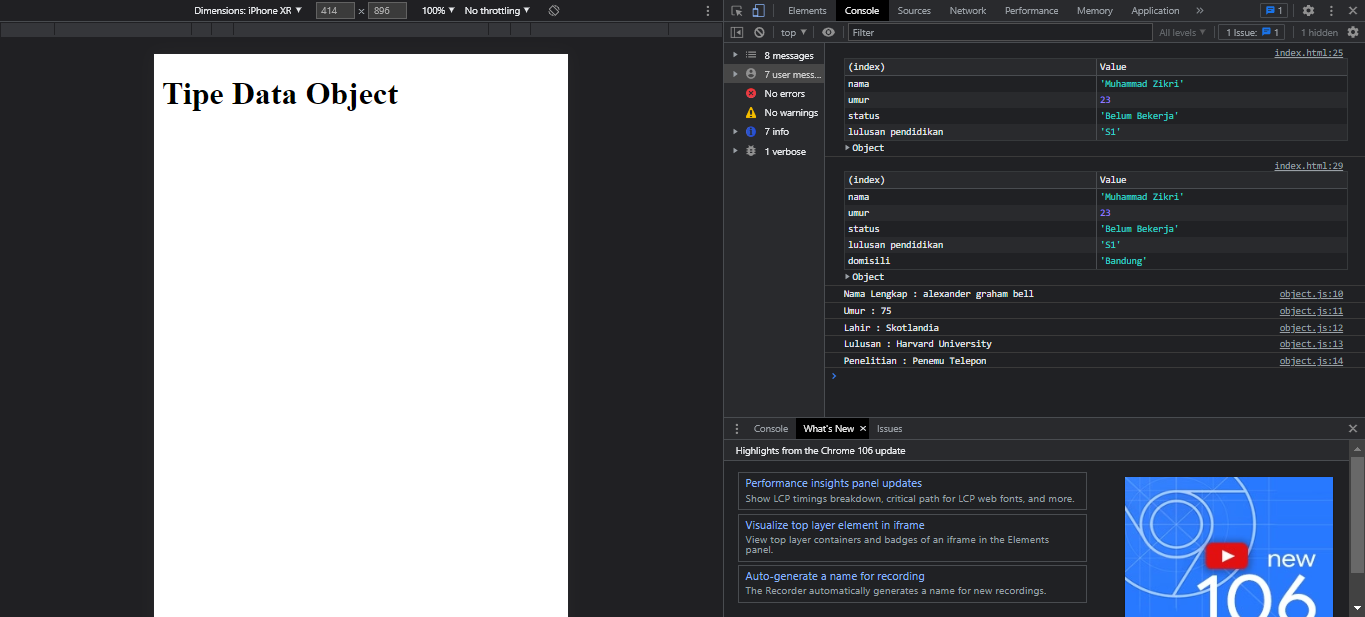 Dimensions: iPhone XR ▼ 414 × 896 100% ▼ No throttling ▼
Tipe Data Object
Elements Console Sources Network Performance Memory Application » 1
top ▼ Filter All levels ▼ 1 Issue: 1 1 hidden
8 messages
7 user mess...
No errors
No warnings
7 info
1 verbose
index.html:25
(index) Value
nama 'Muhammad Zikri'
umur 23
status 'Belum Bekerja'
lulusan pendidikan 'S1'
Object
index.html:29
(index) Value
nama 'Muhammad Zikri'
umur 23
status 'Belum Bekerja'
lulusan pendidikan 'S1'
domisili 'Bandung'
Object
Nama Lengkap : alexander graham bell object.js:10
Umur : 75 object.js:11
Lahir : Skotlandia object.js:12
Lulusan : Harvard University object.js:13
Penelitian : Penemu Telepon object.js:14
Console What's New × Issues
Highlights from the Chrome 106 update
Performance insights panel updates
Show LCP timings breakdown, critical path for LCP web fonts, and more.
Visualize top layer element in iframe
View top layer containers and badges of an iframe in the Elements
panel.
Auto-generate a name for recording
The Recorder automatically generates a name for new recordings.
new
106